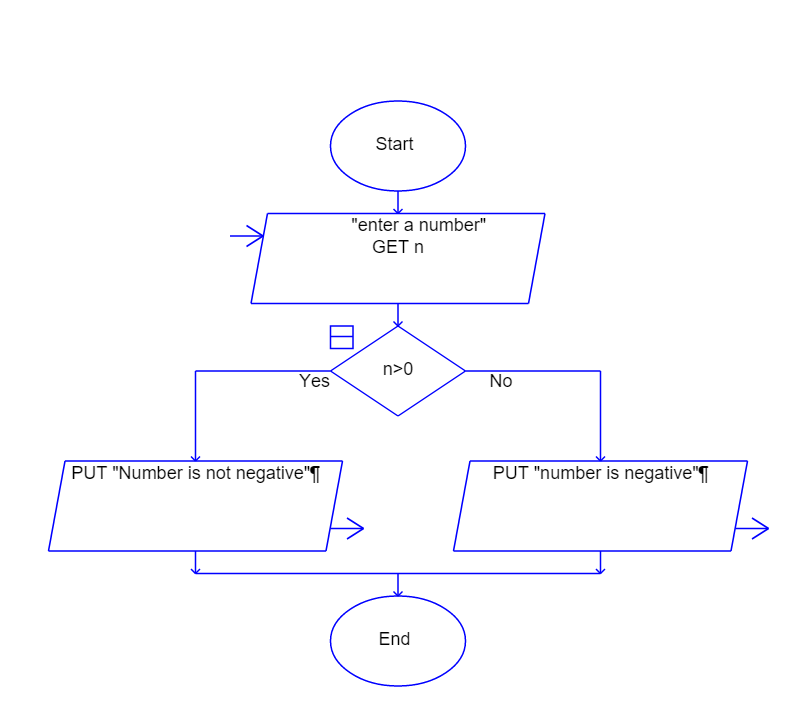 Start
"enter a number"
GET n
n>0
Yes
No
PUT "Number is not negative"¶
PUT "number is negative"¶
End